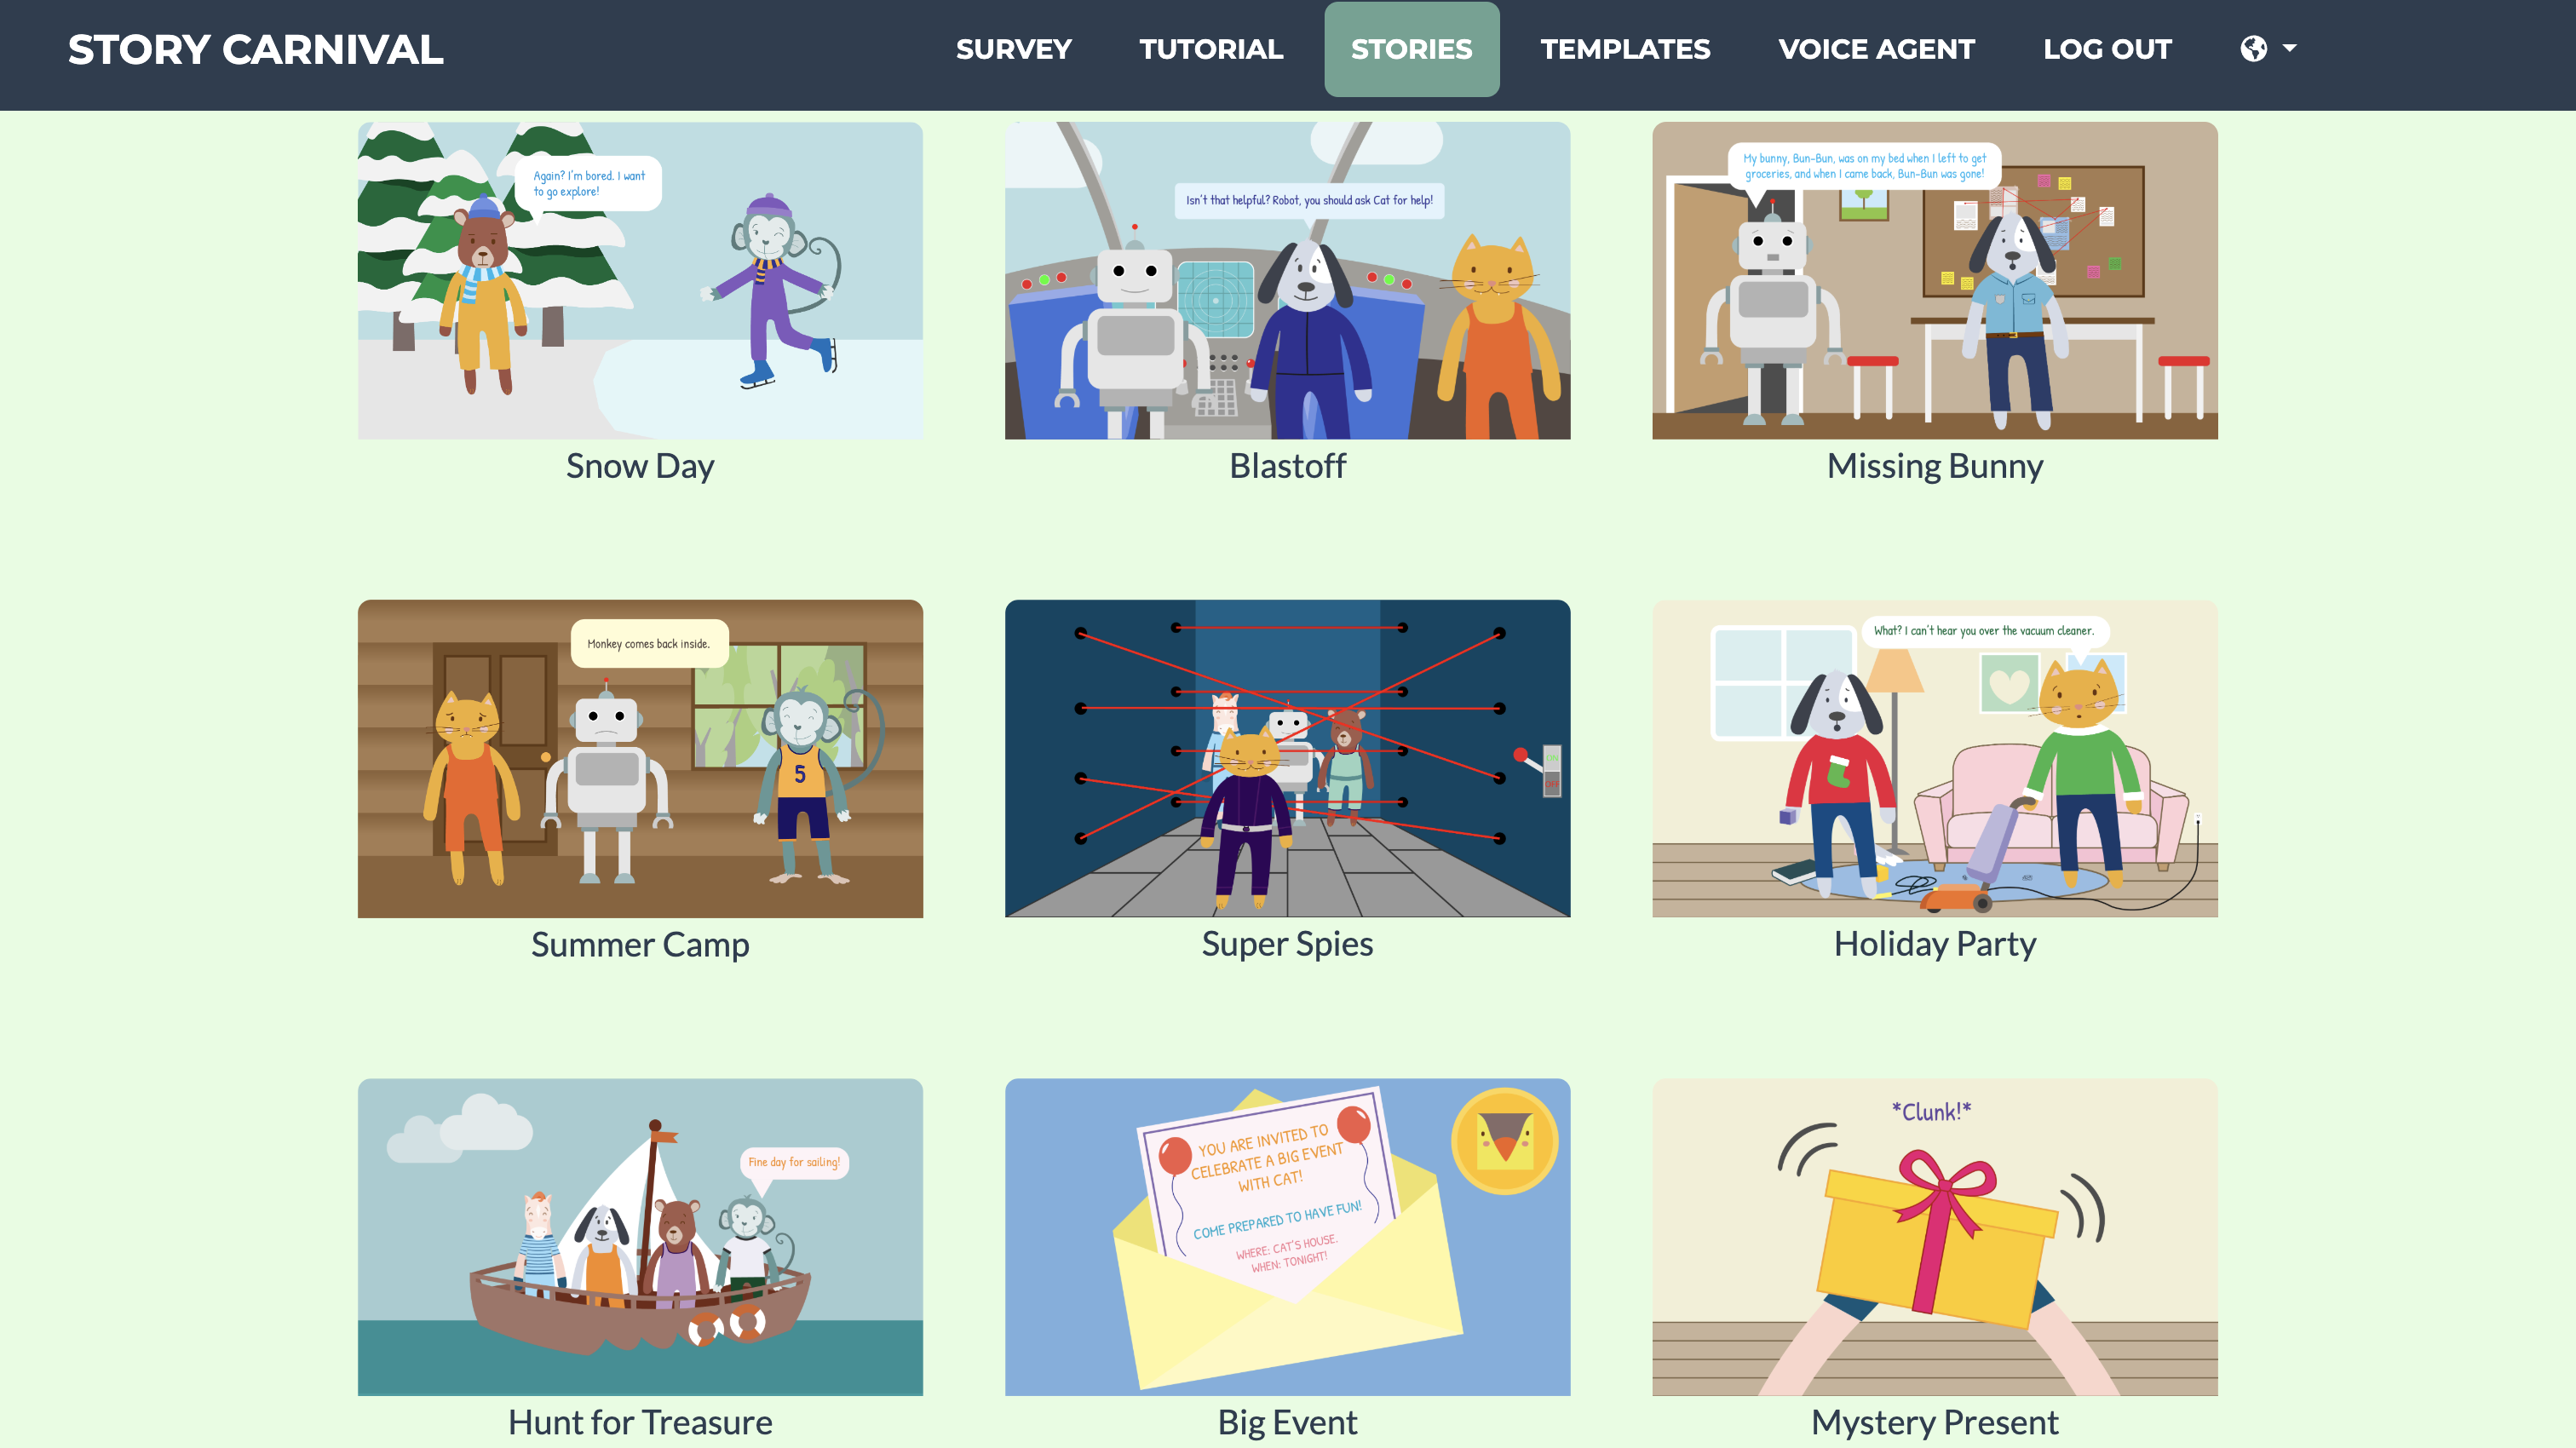 STORY CARNIVAL
SURVEY
TUTORIAL
STORIES
TEMPLATES
VOICE AGENT
LOG OUT
Again? I'm bored. I want
to go explore!
Snow Day
Isn't that helpful? Robot, you should ask Cat for help!
Blastoff
My bunny, Bun-Bun, was on my bed when I left to get
groceries, and when I came back, Bun-Bun was gone!
Missing Bunny
Monkey comes back inside.
5
Summer Camp
ON
OFF
Super Spies
What? I can't hear you over the vacuum cleaner.
Holiday Party
Fine day for sailing!
Hunt for Treasure
YOU ARE INVITED TO
CELEBRATE A BIG EVENT
WITH CAT!
COME PREPARED TO HAVE FUN!
WHERE: CAT'S HOUSE.
WHEN: TONIGHT!
Big Event
*Clunk!*
Mystery Present